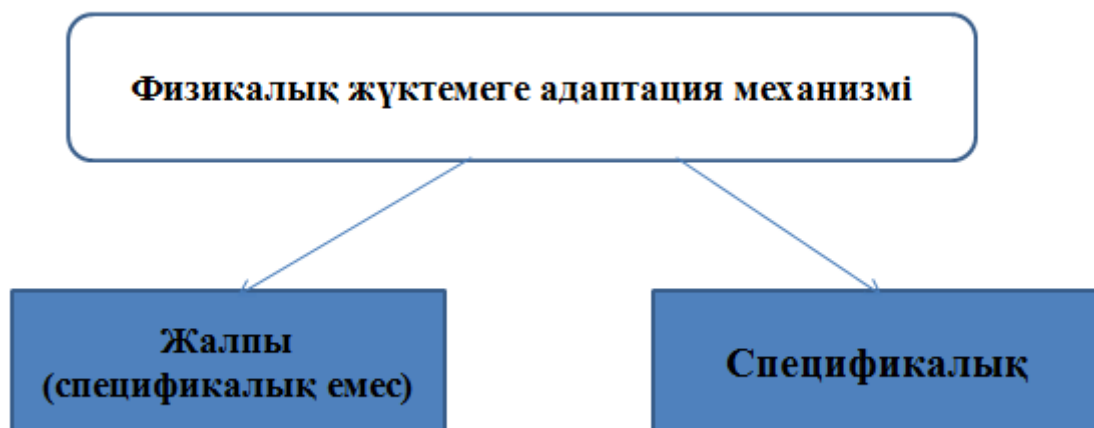 Физикалық жүктемеге адаптация механизмі
Жалпы
(спецификалық емес)
Спецификалық